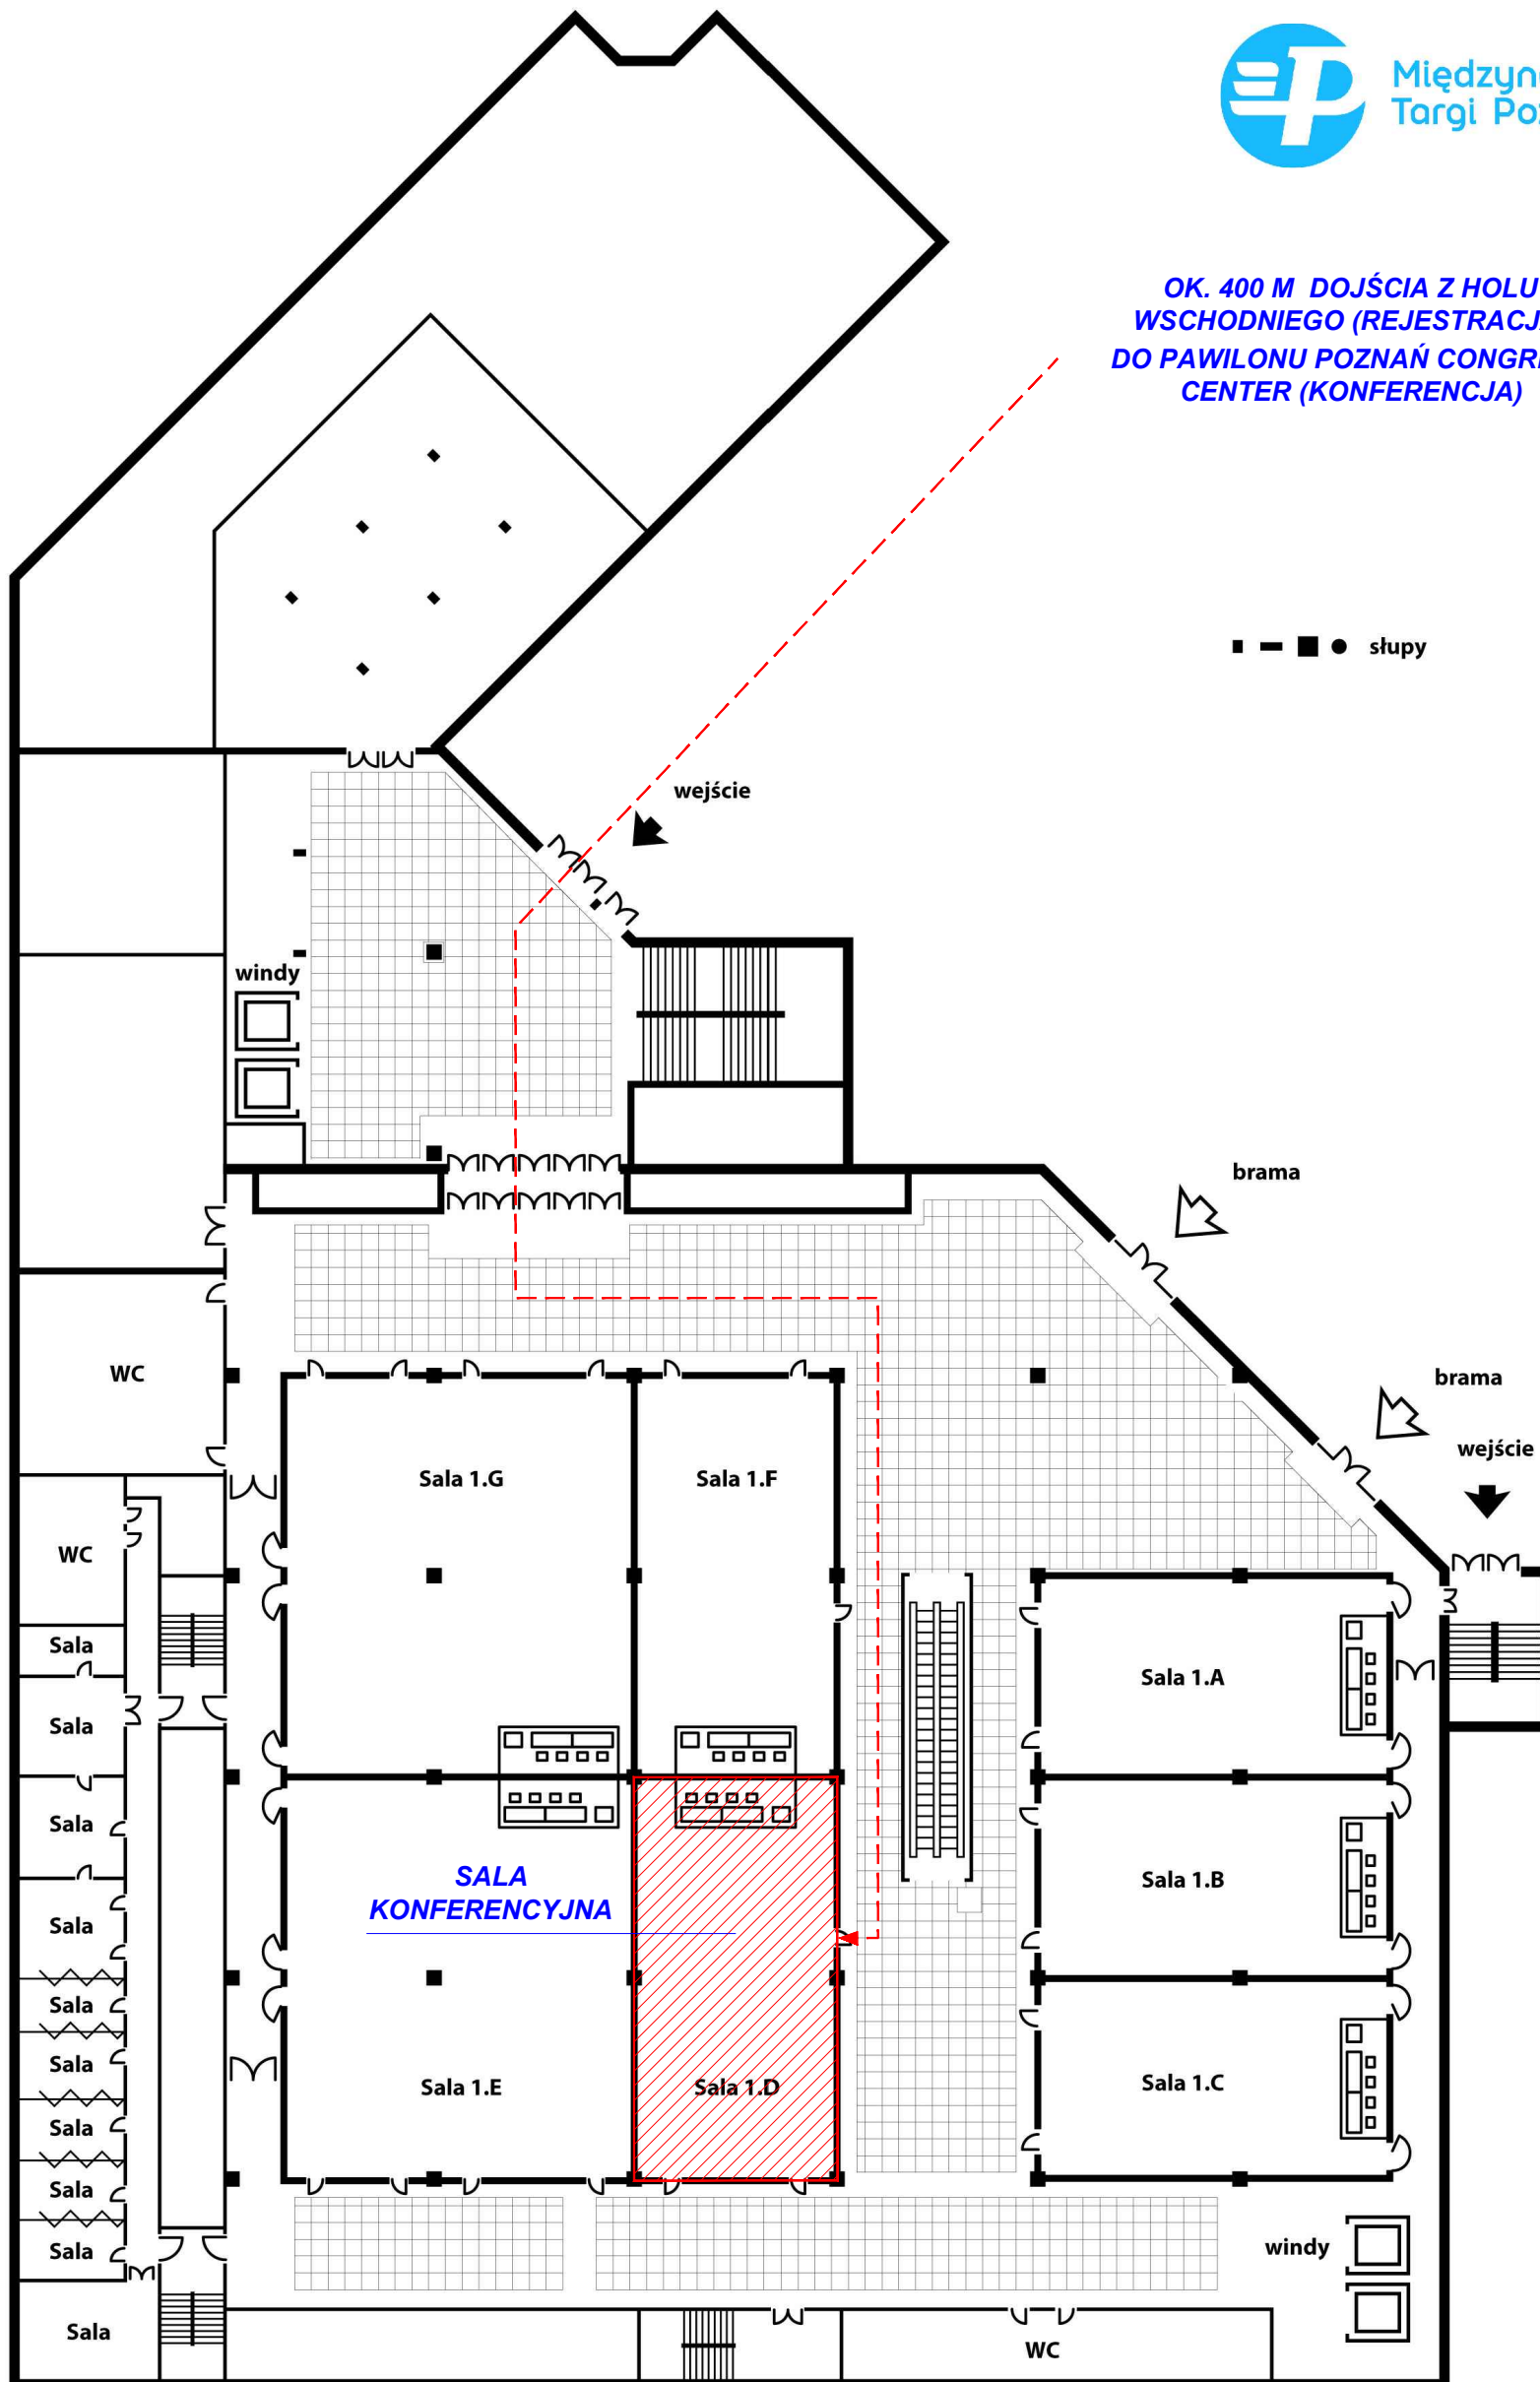 Międzyn
Targi Po
OK. 400 M DOJŚCIA Z HOLU
WSCHODNIEGO (REJESTRACJ
DO PAWILONU POZNAŃ CONGR
CENTER (KONFERENCJA)
słupy
wejście
windy
brama
WC
brama
wejście
Sala 1.G
Sala 1.F
WC
Sala
Sala 1.A
Sala
Sala
SALA
KONFERENCYJNA
Sala 1.B
Sala
Sala
Sala
Sala 1.E
Sala 1.D
Sala 1.C
Sala
Sala
Sala
windy
Sala
WC